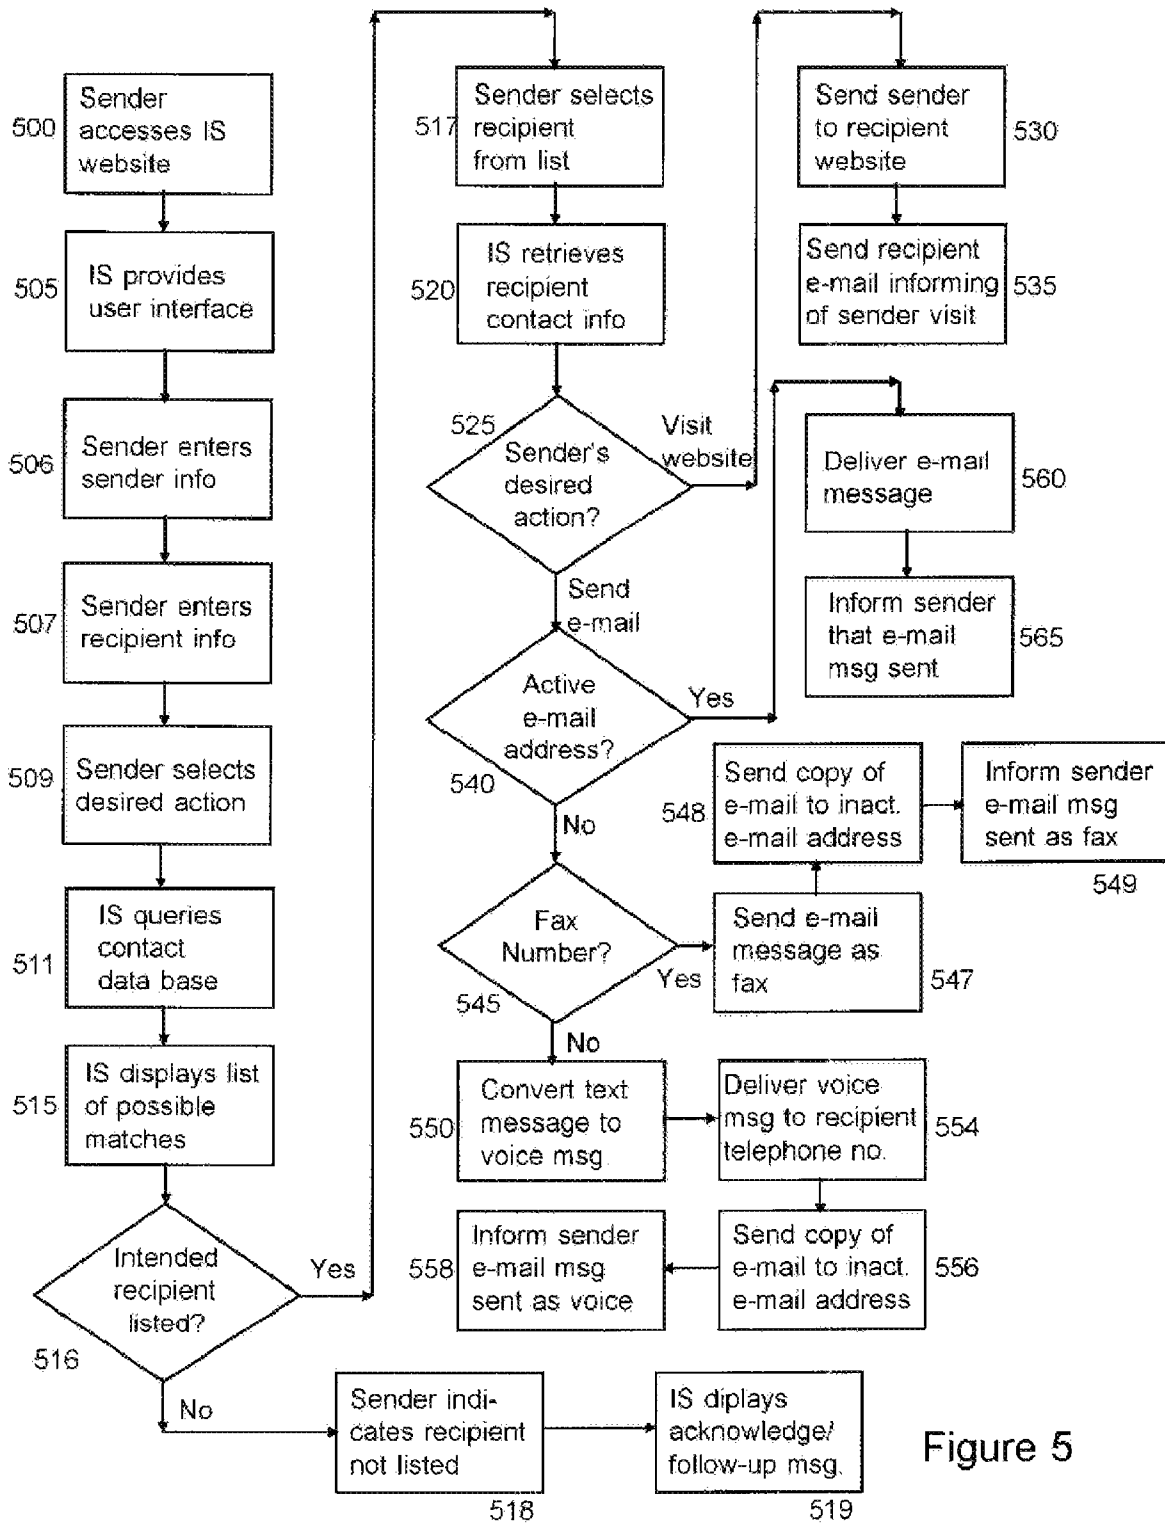 500
Sender
accesses IS
website
505
IS provides
user interface
506
Sender enters
sender info
507
Sender enters
recipient info
509
Sender selects
desired action
511
IS queries
contact
data base
515
IS displays list
of possible
matches
516
Intended
recipient
listed?
Yes
No
Sender indi-
cates recipient
not listed
518
IS diplays
acknowledge/
follow-up msg.
519
517
Sender selects
recipient
from list
520
IS retrieves
recipient
contact info
525
Sender's
desired
action?
Visit
website
Send
e-mail
Send sender
to recipient
website
530
Send recipient
e-mail informing
of sender visit
535
Active
e-mail
address?
540
Yes
No
Deliver e-mail
message
560
Inform sender
that e-mail
msg sent
565
Fax
Number?
545
Yes
No
Send e-mail
message as
fax
547
548
Send copy of
e-mail to inact.
e-mail address
Inform sender
e-mail msg
sent as fax
549
550
Convert text
message to
voice msg
Deliver voice
msg to recipient
telephone no.
554
Send copy of
e-mail to inact.
e-mail address
556
558
Inform sender
e-mail msg
sent as voice
Figure 5